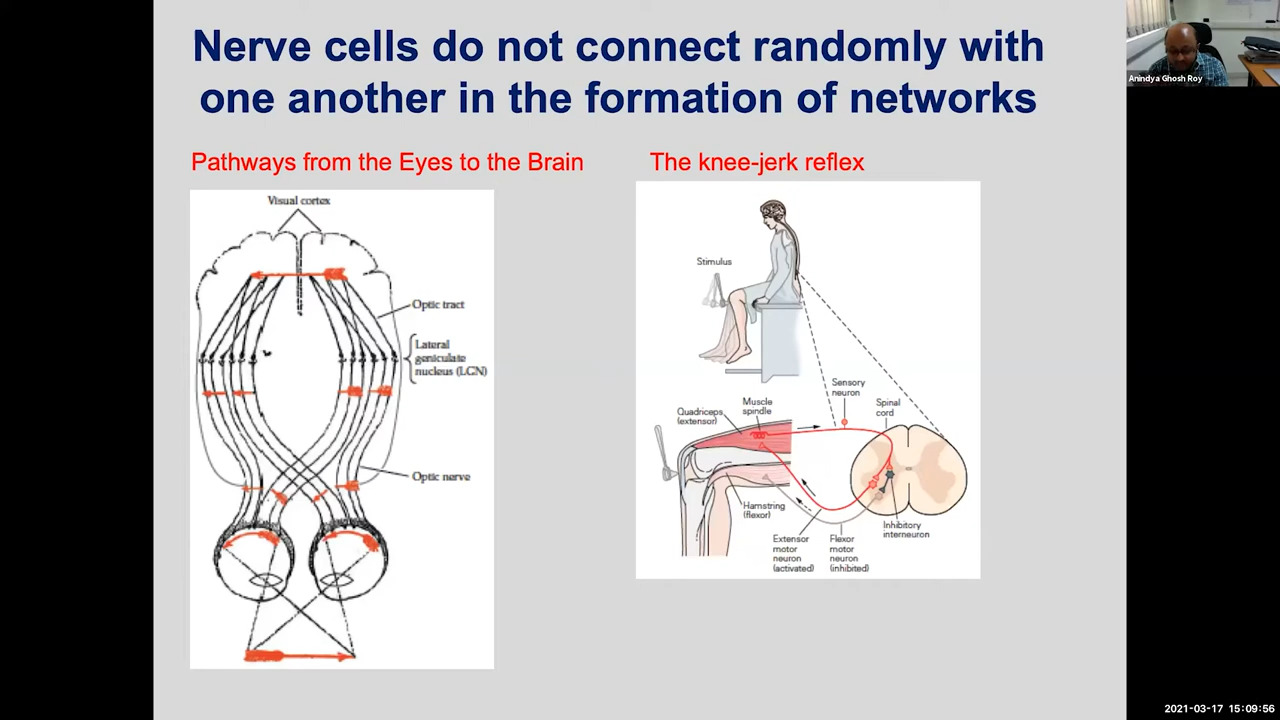 Nerve cells do not connect randomly with
one another in the formation of networks
Anindya Ghosh Roy
Pathways from the Eyes to the Brain
The knee-jerk reflex
Visual cortex
Optic tract
Lateral
geniculate
nucleus (LGN)
Optic nerve
Stimulus
Sensory
neuron
Muscle
spindle
Spinal
cord
Quadriceps
(extensor)
Hamstring
(flexor)
Inhibitory
interneuron
Extensor
motor
neuron
(activated)
Flexor
motor
neuron
(inhibited)
2021-03-17 15:09:56